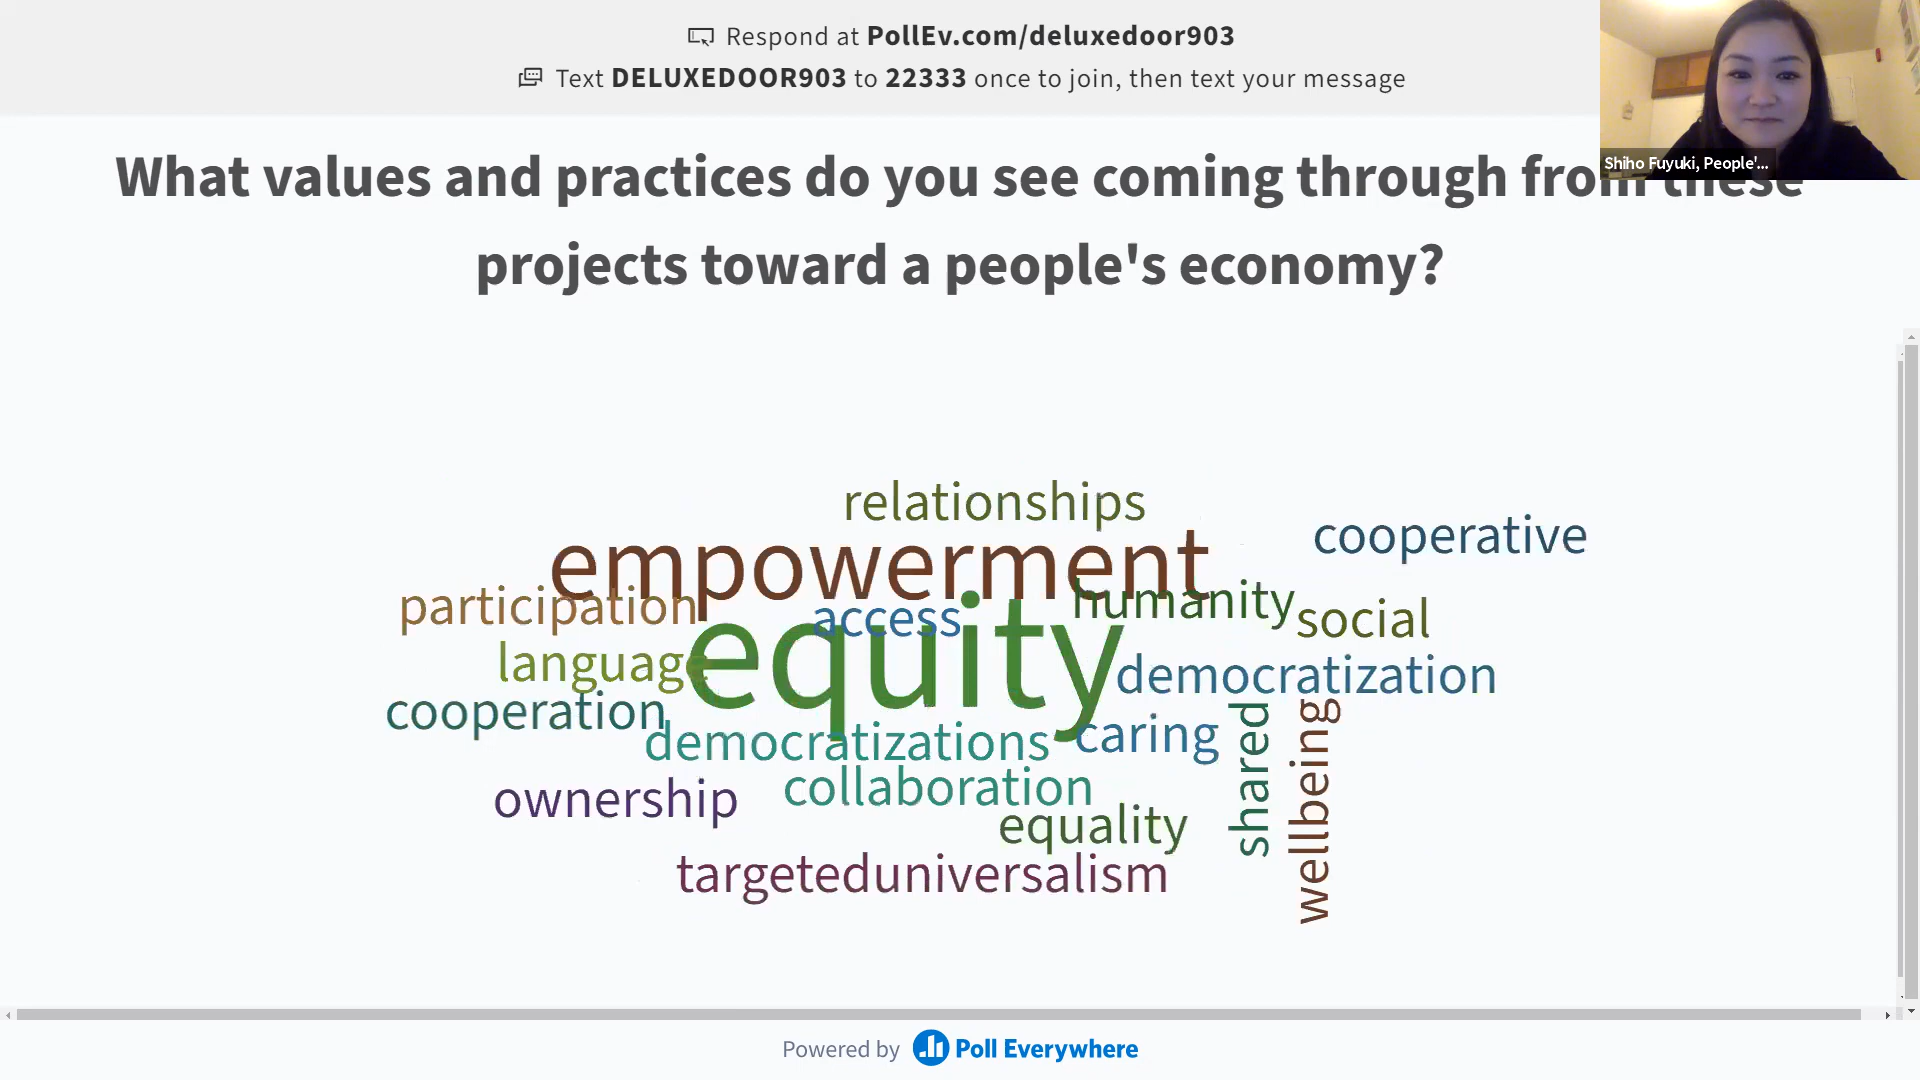 Respond at PollEv.com/deluxedoor903
Text DELUXEDOOR903 to 22333 once to join, then text your message
Shiho Fuyuki, People'...
What values and practices do you see coming through from these
projects toward a people's economy?
relationships
cooperative
empowerment
participation
access
humanity
social
language
equity
democratization
cooperation
democratizations
caring
shared
wellbeing
ownership
collaboration
equality
targeteduniversalism
Powered by Poll Everywhere